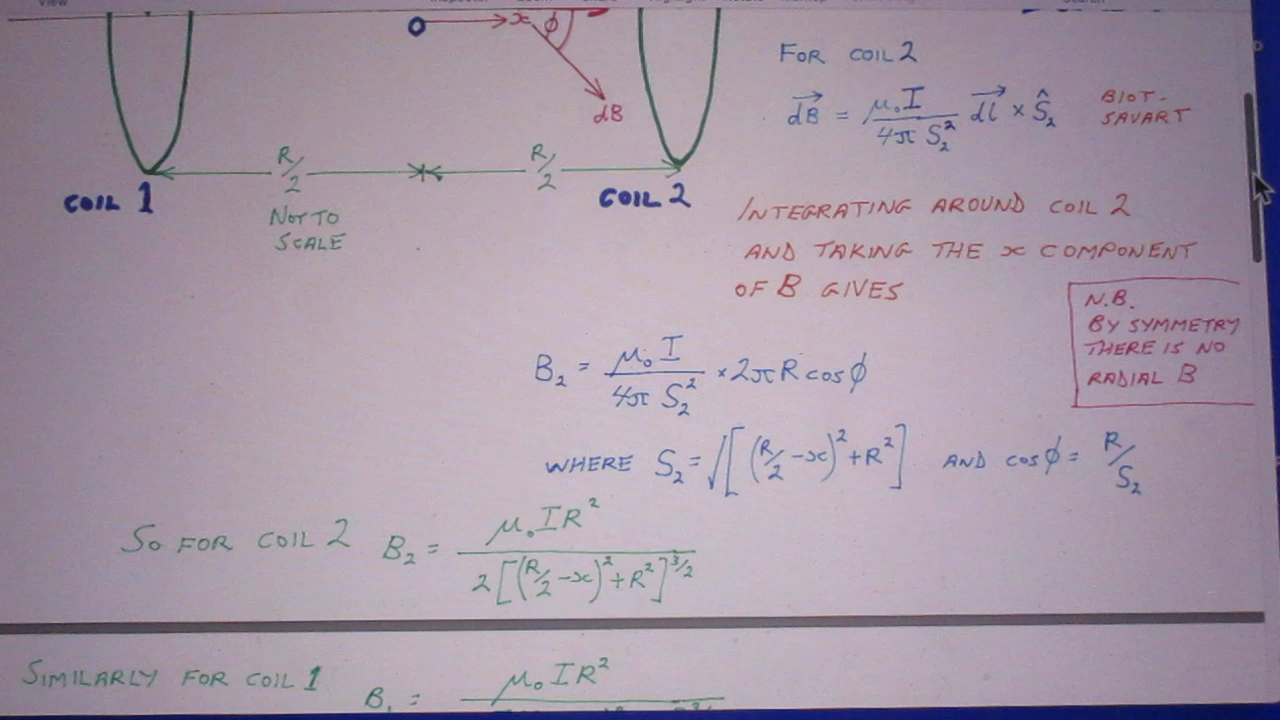 View
O
x
φ
dB
R/2
R/2
COIL 1
COIL 2
NOT TO
SCALE
FOR COIL 2
dB = μ₀I / 4π S₂² dl × Ŝ₂
BIOT-
SAVART
INTEGRATING AROUND COIL 2
AND TAKING THE x COMPONENT
OF B GIVES
N.B.
BY SYMMETRY
THERE IS NO
RADIAL B
B₂ = μ₀I / 4π S₂² × 2πR cosφ
WHERE S₂ = √[(R/2 - x)² + R²] AND cosφ = R/S₂
SO FOR COIL 2 B₂ = μ₀IR² / 2[(R/2 - x)² + R²]^3/2
SIMILARLY FOR COIL 1 B₁ = μ₀IR²